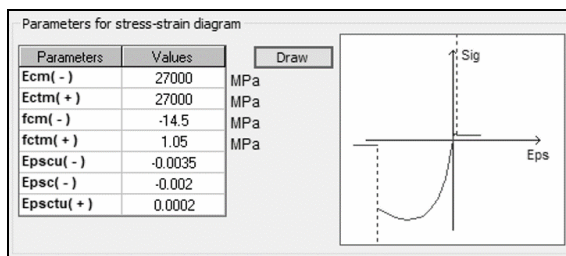 Parameters for stress-strain diagram
Parameters Values Draw
Ecm( - ) 27000 MPa
Ectm( + ) 27000 MPa
fcm( - ) -14.5 MPa
fctm( + ) 1.05 MPa
Epscu( - ) -0.0035
Epsc( - ) -0.002
Epsctu( + ) 0.0002
Sig
Eps